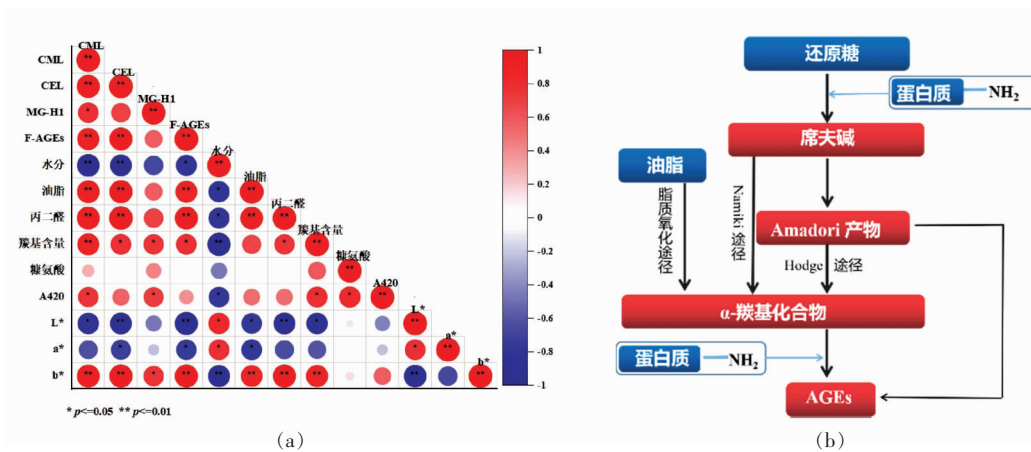 CML
CML
**
CEL
CEL
** **
MG-H1
MG-H1
* **
F-AGEs
F-AGEs
** ** **
水分
水分
** ** * **
油脂
油脂
** ** ** * **
丙二醛
丙二醛
** ** ** * ** **
羰基含量
羰基含量
** * * * ** * **
糠氨酸
糠氨酸
**
A420
A420
* * * * * **
L*
L*
* ** ** * * ** * **
a*
a*
* * * * **
b*
b*
** ** * ** ** ** ** ** ** **
1
0.8
0.6
0.4
0.2
0
-0.2
-0.4
-0.6
-0.8
-1
* p<=0.05 ** p<=0.01
(a)
还原糖
蛋白质 NH2
席夫碱
油脂
脂质氧化途径
Namiki 途径
Amadori 产物
Hodge 途径
α-羰基化合物
蛋白质 NH2
AGEs
(b)